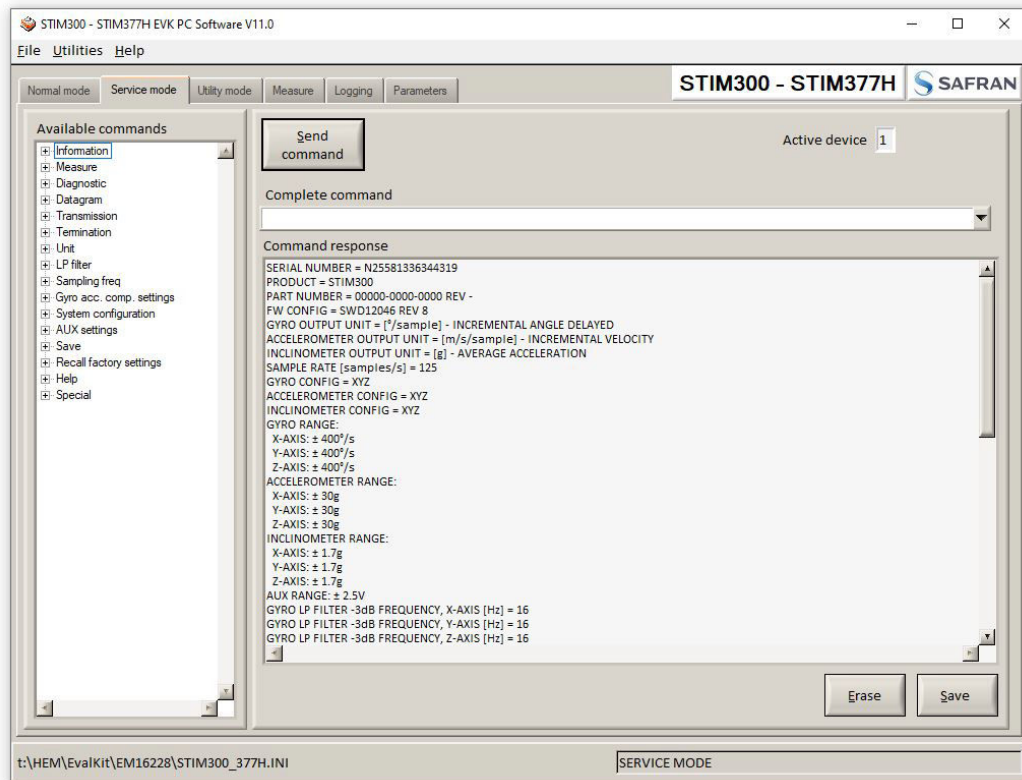 STIM300 - STIM377H EVK PC Software V11.0
File Utilities Help
Normal mode Service mode Utility mode Measure Logging Parameters
STIM300 - STIM377H SAFRAN
Available commands
Information
Measure
Diagnostic
Datagram
Transmission
Termination
Unit
LP filter
Sampling freq
Gyro acc. comp. settings
System configuration
AUX settings
Save
Recall factory settings
Help
Special
Send
command
Active device 1
Complete command
Command response
SERIAL NUMBER = N25581336344319
PRODUCT = STIM300
PART NUMBER = 00000-0000-0000 REV -
FW CONFIG = SWD12046 REV 8
GYRO OUTPUT UNIT = [°/sample] - INCREMENTAL ANGLE DELAYED
ACCELEROMETER OUTPUT UNIT = [m/s/sample] - INCREMENTAL VELOCITY
INCLINOMETER OUTPUT UNIT = [g] - AVERAGE ACCELERATION
SAMPLE RATE [samples/s] = 125
GYRO CONFIG = XYZ
ACCELEROMETER CONFIG = XYZ
INCLINOMETER CONFIG = XYZ
GYRO RANGE:
X-AXIS: ± 400°/s
Y-AXIS: ± 400°/s
Z-AXIS: ± 400°/s
ACCELEROMETER RANGE:
X-AXIS: ± 30g
Y-AXIS: ± 30g
Z-AXIS: ± 30g
INCLINOMETER RANGE:
X-AXIS: ± 1.7g
Y-AXIS: ± 1.7g
Z-AXIS: ± 1.7g
AUX RANGE: ± 2.5V
GYRO LP FILTER -3dB FREQUENCY, X-AXIS [Hz] = 16
GYRO LP FILTER -3dB FREQUENCY, Y-AXIS [Hz] = 16
GYRO LP FILTER -3dB FREQUENCY, Z-AXIS [Hz] = 16
Erase Save
t:\HEM\EvalKit\EM16228\STIM300_377H.INI SERVICE MODE